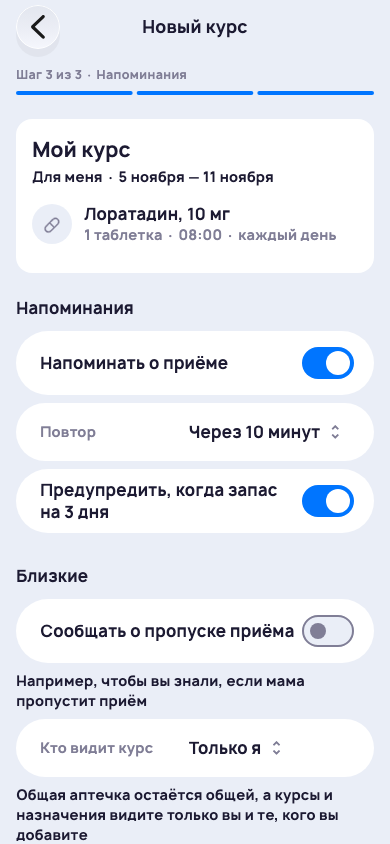 Новый курс
Шаг 3 из 3 · Напоминания
Мой курс
Для меня · 5 ноября — 11 ноября
Лоратадин, 10 мг
1 таблетка · 08:00 · каждый день
Напоминания
Напоминать о приёме
Повтор Через 10 минут
Предупредить, когда запас
на 3 дня
Близкие
Сообщать о пропуске приёма
Например, чтобы вы знали, если мама
пропустит приём
Кто видит курс Только я
Общая аптечка остаётся общей, а курсы и
назначения видите только вы и те, кого вы
добавите